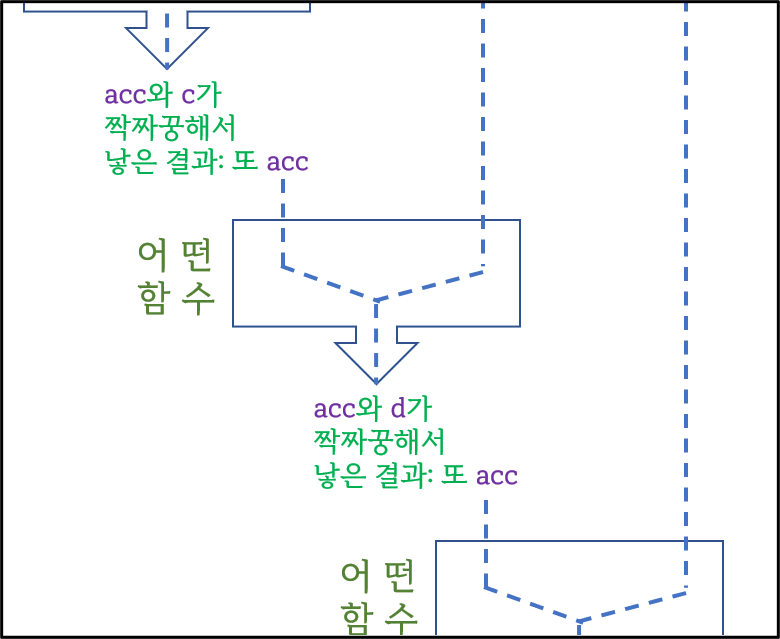 acc와 c가
짝짜꿍해서
낳은 결과: 또 acc
어 떤
함 수
acc와 d가
짝짜꿍해서
낳은 결과: 또 acc
어 떤
함 수